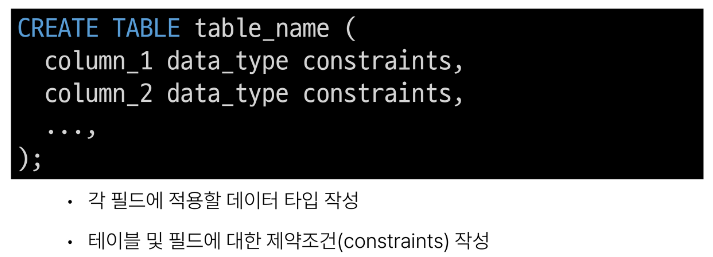 CREATE TABLE table_name (
  column_1 data_type constraints,
  column_2 data_type constraints,
  ...,
);
• 각 필드에 적용할 데이터 타입 작성
• 테이블 및 필드에 대한 제약조건(constraints) 작성